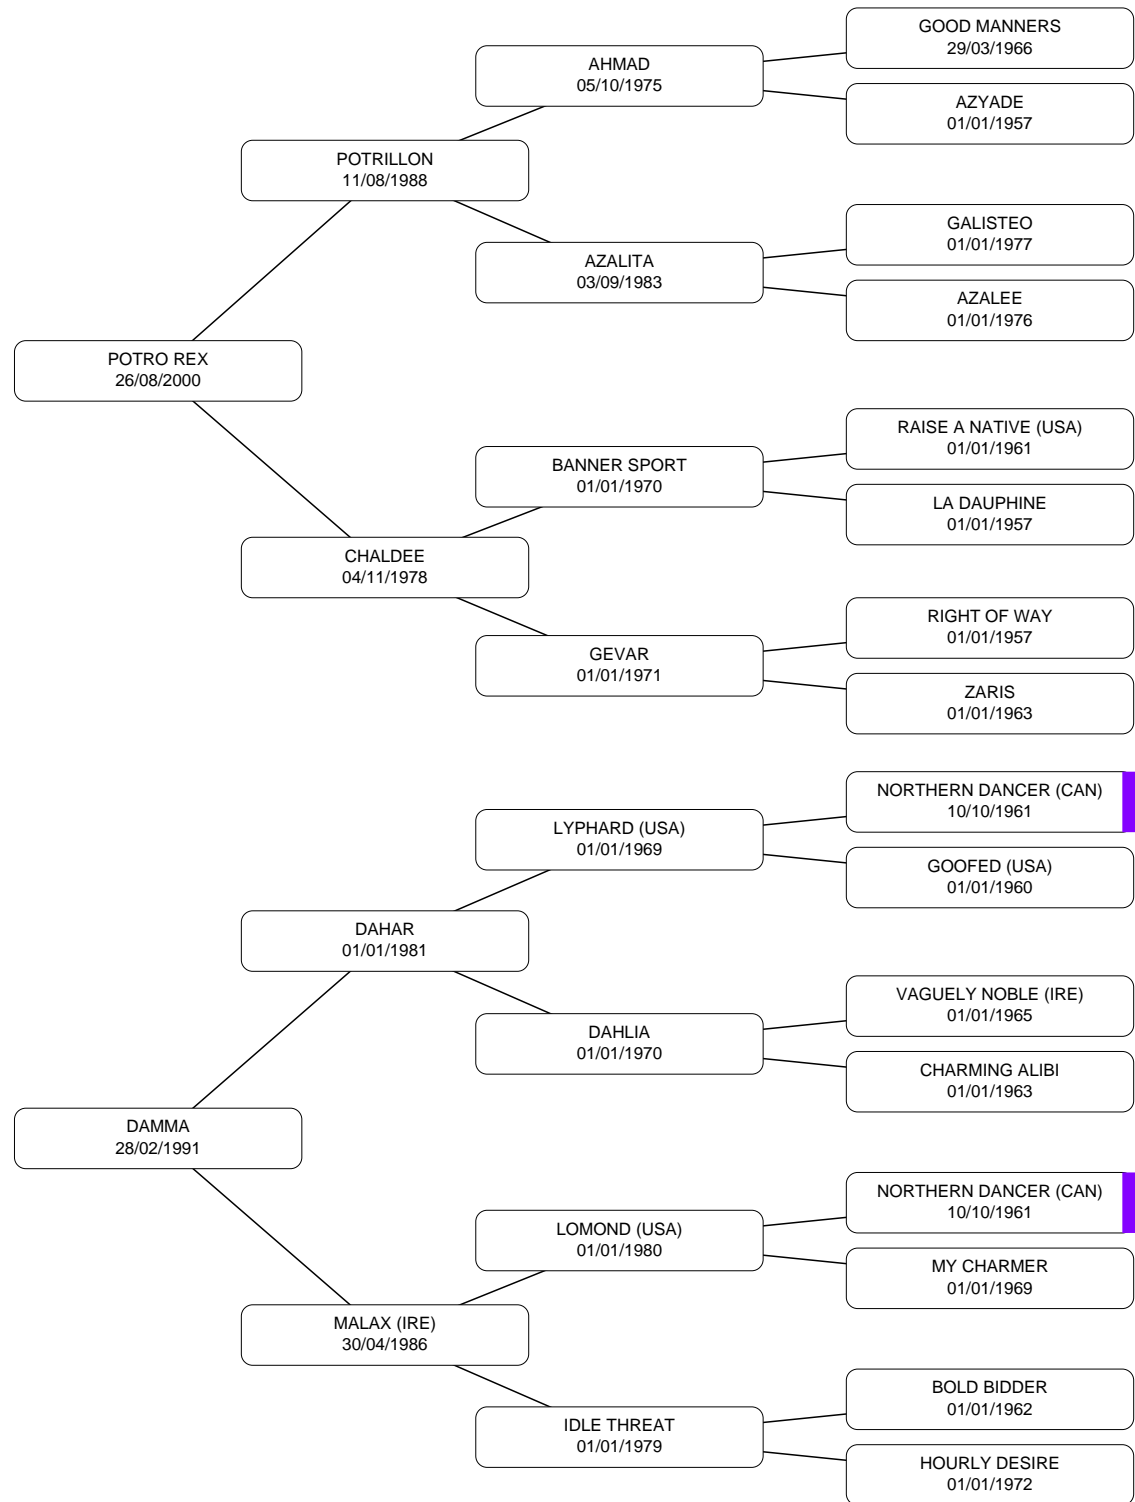 GOOD MANNERS
29/03/1966
AHMAD
05/10/1975
AZYADE
01/01/1957
POTRILLON
11/08/1988
GALISTEO
01/01/1977
AZALITA
03/09/1983
AZALEE
01/01/1976
POTRO REX
26/08/2000
RAISE A NATIVE (USA)
01/01/1961
BANNER SPORT
01/01/1970
LA DAUPHINE
01/01/1957
CHALDEE
04/11/1978
RIGHT OF WAY
01/01/1957
GEVAR
01/01/1971
ZARIS
01/01/1963
NORTHERN DANCER (CAN)
10/10/1961
LYPHARD (USA)
01/01/1969
GOOFED (USA)
01/01/1960
DAHAR
01/01/1981
VAGUELY NOBLE (IRE)
01/01/1965
DAHLIA
01/01/1970
CHARMING ALIBI
01/01/1963
DAMMA
28/02/1991
NORTHERN DANCER (CAN)
10/10/1961
LOMOND (USA)
01/01/1980
MY CHARMER
01/01/1969
MALAX (IRE)
30/04/1986
BOLD BIDDER
01/01/1962
IDLE THREAT
01/01/1979
HOURLY DESIRE
01/01/1972